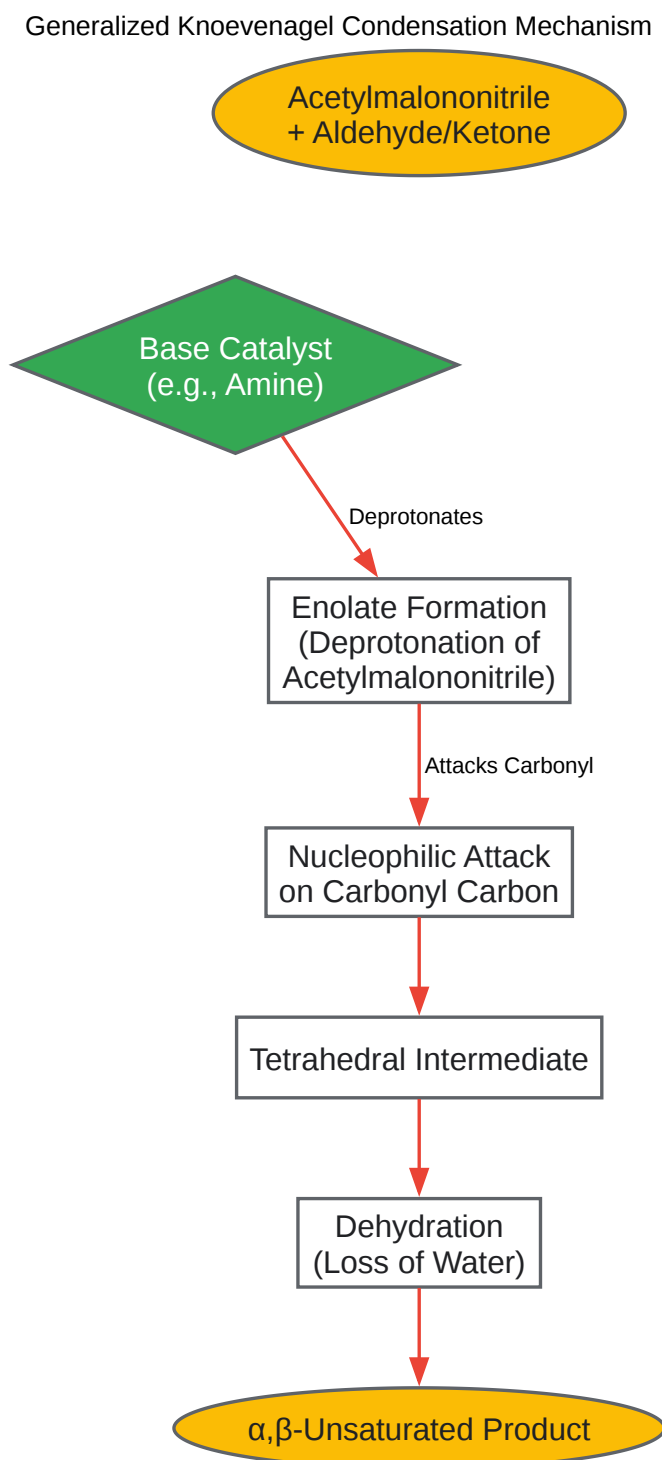 Generalized Knoevenagel Condensation Mechanism
Acetylmalononitrile
+ Aldehyde/Ketone
Base Catalyst
(e.g., Amine)
Deprotonates
Enolate Formation
(Deprotonation of
Acetylmalononitrile)
Attacks Carbonyl
Nucleophilic Attack
on Carbonyl Carbon
Tetrahedral Intermediate
Dehydration
(Loss of Water)
α,β-Unsaturated Product